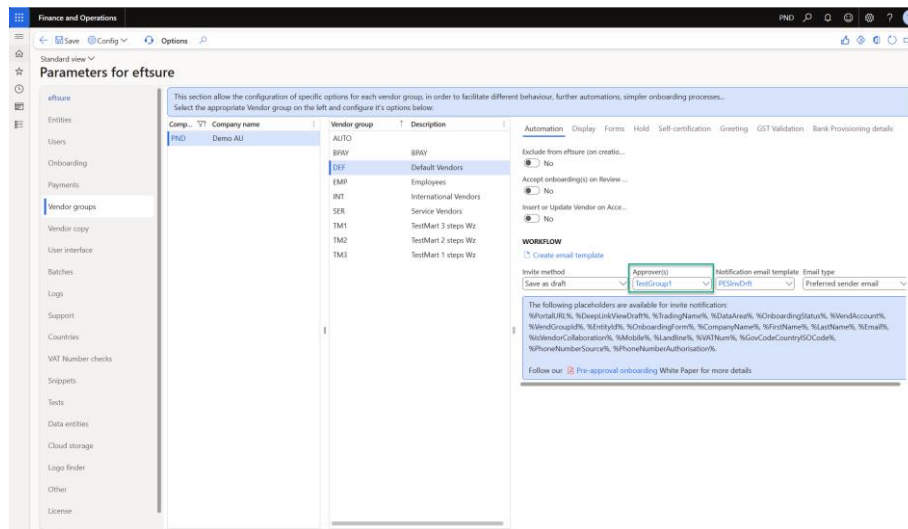 Finance and Operations
PND
?
Save
Config
Options
Standard view
Parameters for eftsure
eftsure
Entities
Users
Onboarding
Payments
Vendor groups
Vendor copy
User interface
Batches
Logs
Support
Countries
VAT Number checks
Snippets
Tests
Data entities
Cloud storage
Logo finder
Other
License
This section allow the configuration of specific options for each vendor group, in order to facilitate different behaviour, further automations, simpler onboarding processes...
Select the appropriate Vendor group on the left and configure it's options below:
Comp... Company name
PND Demo AU
Vendor group Description
AUTO
BPAY BPAY
DEF Default Vendors
EMP Employees
INT International Vendors
SER Service Vendors
TM1 TestMart 3 steps Wz
TM2 TestMart 2 steps Wz
TM3 TestMart 1 steps Wz
Automation Display Forms Hold Self-certification Greeting GST Validation Bank Provisioning details
Exclude from eftsure (on creatio...
No
Accept onboarding(s) on Review ...
No
Insert or Update Vendor on Acce...
No
WORKFLOW
Create email template
Invite method Approver(s) Notification email template Email type
Save as draft TestGroup1 PESInvDrft Preferred sender email
The following placeholders are available for invite notification:
%PortalURL%, %DeepLinkViewDraft%, %TradingName%, %DataArea%, %OnboardingStatus%, %VendAccount%,
%VendGroupId%, %EntityId%, %OnboardingForm%, %CompanyName%, %FirstName%, %LastName%, %Email%,
%IsVendorCollaboration%, %Mobile%, %Landline%, %VATNum%, %GovCodeCountryISOCode%,
%PhoneNumberSource%, %PhoneNumberAuthorisation%.
Follow our Pre-approval onboarding White Paper for more details